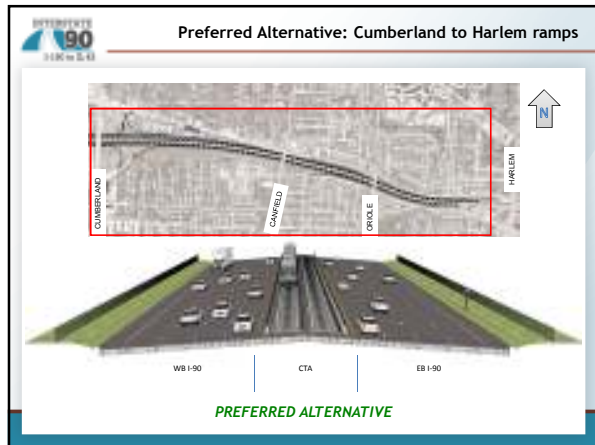 INTERSTATE
90
Preferred Alternative: Cumberland to Harlem ramps
N
CUMBERLAND
CANFIELD
ORIOLE
HARLEM
WB I-90
CTA
EB I-90
PREFERRED ALTERNATIVE